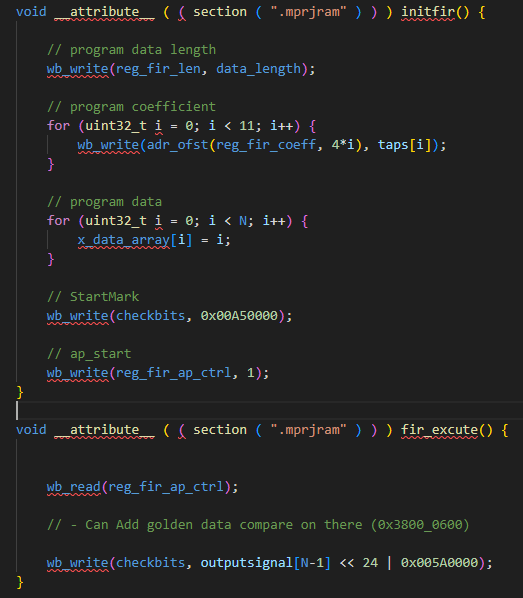 void __attribute__ ( ( section ( ".mprjram" ) ) ) initfir() {
// program data length
wb_write(reg_fir_len, data_length);
// program coefficient
for (uint32_t i = 0; i < 11; i++) {
wb_write(adr_ofst(reg_fir_coeff, 4*i), taps[i]);
}
// program data
for (uint32_t i = 0; i < N; i++) {
x_data_array[i] = i;
}
// StartMark
wb_write(checkbits, 0x00A50000);
// ap_start
wb_write(reg_fir_ap_ctrl, 1);
}
void __attribute__ ( ( section ( ".mprjram" ) ) ) fir_excute() {
wb_read(reg_fir_ap_ctrl);
// - Can Add golden data compare on there (0x3800_0600)
wb_write(checkbits, outputsignal[N-1] << 24 | 0x005A0000);
}